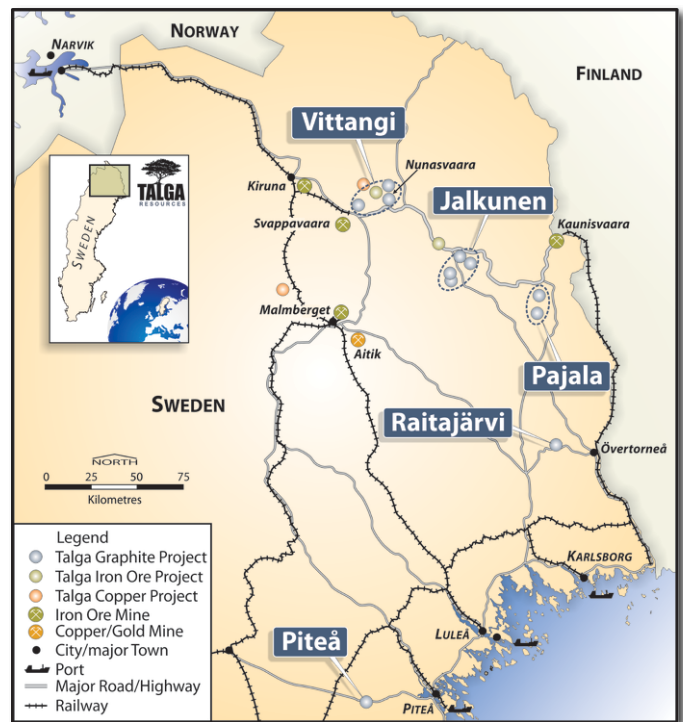 NORWAY
NARVIK
FINLAND
Vittangi
Nunasvaara
Kiruna
Jalkunen
TALGA
RESOURCES
SWEDEN
Svappavaara
Kaunisvaara
Malmberget
Aitik
Pajala
SWEDEN
Raitajärvi
Övertorneå
NORTH
0 25 50 75
Kilometres
Legend
Talga Graphite Project
Talga Iron Ore Project
Talga Copper Project
Iron Ore Mine
Copper/Gold Mine
City/major Town
Port
Major Road/Highway
Railway
KARLSBORG
LULEÅ
Piteå
PITEÅ